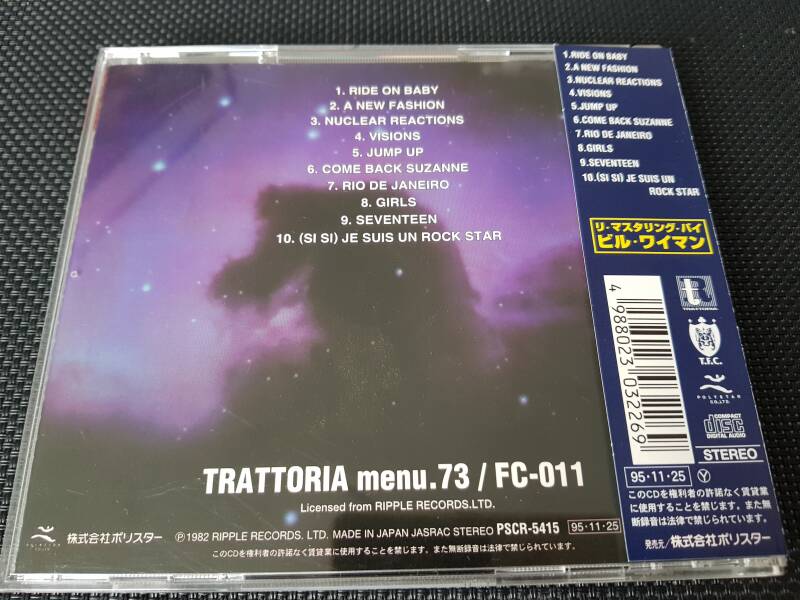 1. RIDE ON BABY
2. A NEW FASHION
3. NUCLEAR REACTIONS
4. VISIONS
5. JUMP UP
6. COME BACK SUZANNE
7. RIO DE JANEIRO
8. GIRLS
9. SEVENTEEN
10. (SI SI) JE SUIS UN ROCK STAR
TRATTORIA menu.73 / FC-011
Licensed from RIPPLE RECORDS.LTD.
POLYSTAR
株式会社ポリスター
Ⓟ1982 RIPPLE RECORDS. LTD. MADE IN JAPAN JASRAC STEREO PSCR-5415 95・11・25
このCDを権利者の許諾なく賃貸業に使用することを禁じます。また無断録音は法律で禁じられています。
1.RIDE ON BABY
2.A NEW FASHION
3.NUCLEAR REACTIONS
4.VISIONS
5.JUMP UP
6.COME BACK SUZANNE
7.RIO DE JANEIRO
8.GIRLS
9.SEVENTEEN
10.(SI SI) JE SUIS UN
ROCK STAR
リ・マスタリング・バイ
ビル・ワイマン
TRATTORIA
T.F.C.
POLYSTAR
CO.,LTD.
4 988023 032269
COMPACT
disc
DIGITAL AUDIO
STEREO
95・11・25 Ⓨ
このCDを権利者の許諾なく賃貸業
に使用することを禁じます。また無
断録音は法律で禁じられています。
発売元/株式会社ポリスター